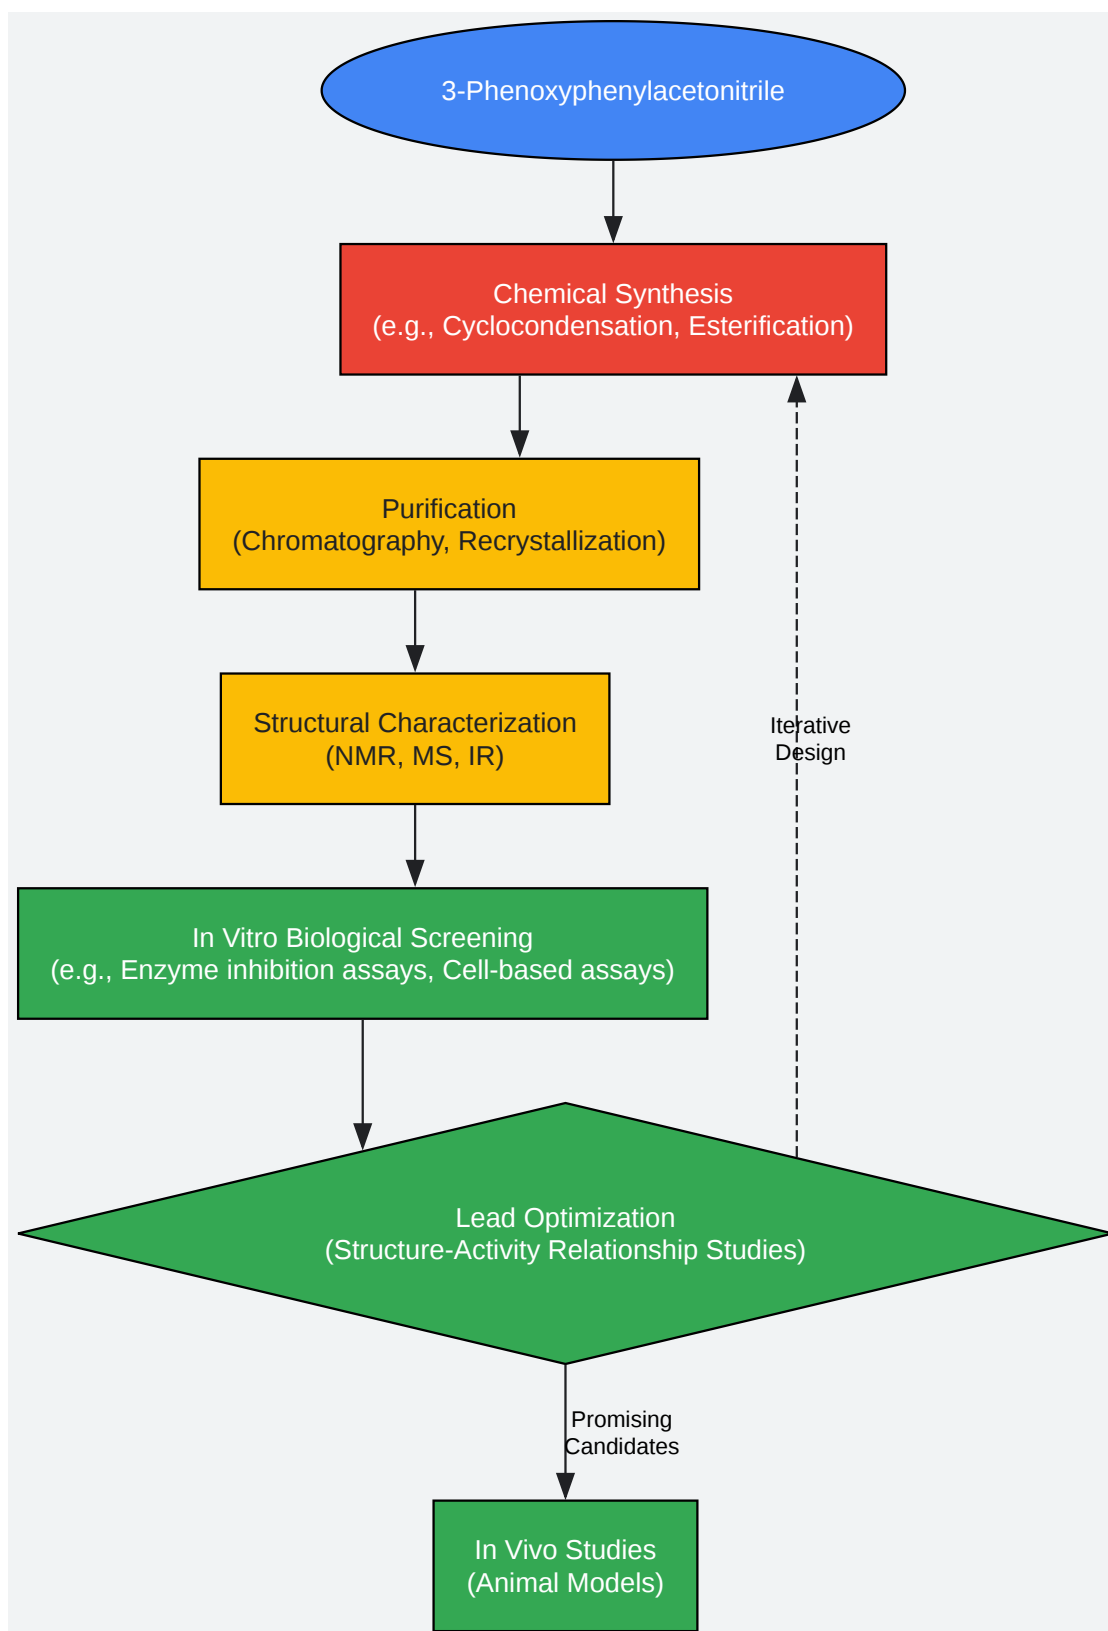 3-Phenoxyphenylacetonitrile
Chemical Synthesis
(e.g., Cyclocondensation, Esterification)
Purification
(Chromatography, Recrystallization)
Structural Characterization
(NMR, MS, IR)
Iterative
Design
In Vitro Biological Screening
(e.g., Enzyme inhibition assays, Cell-based assays)
Lead Optimization
(Structure-Activity Relationship Studies)
Promising
Candidates
In Vivo Studies
(Animal Models)